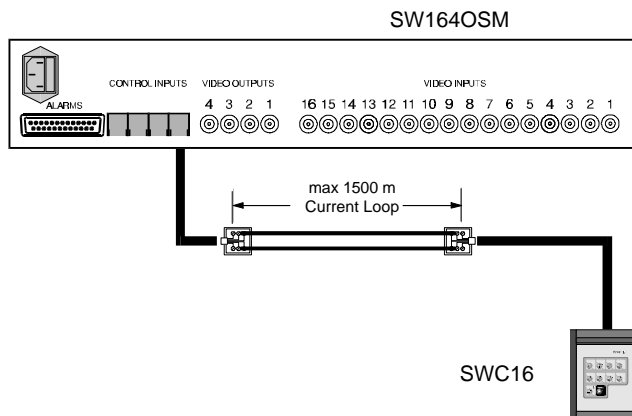 SW164OSM
CONTROL INPUTS VIDEO OUTPUTS VIDEO INPUTS
ALARMS 4 3 2 1 16 15 14 13 12 11 10 9 8 7 6 5 4 3 2 1
max 1500 m
Current Loop
SWC16